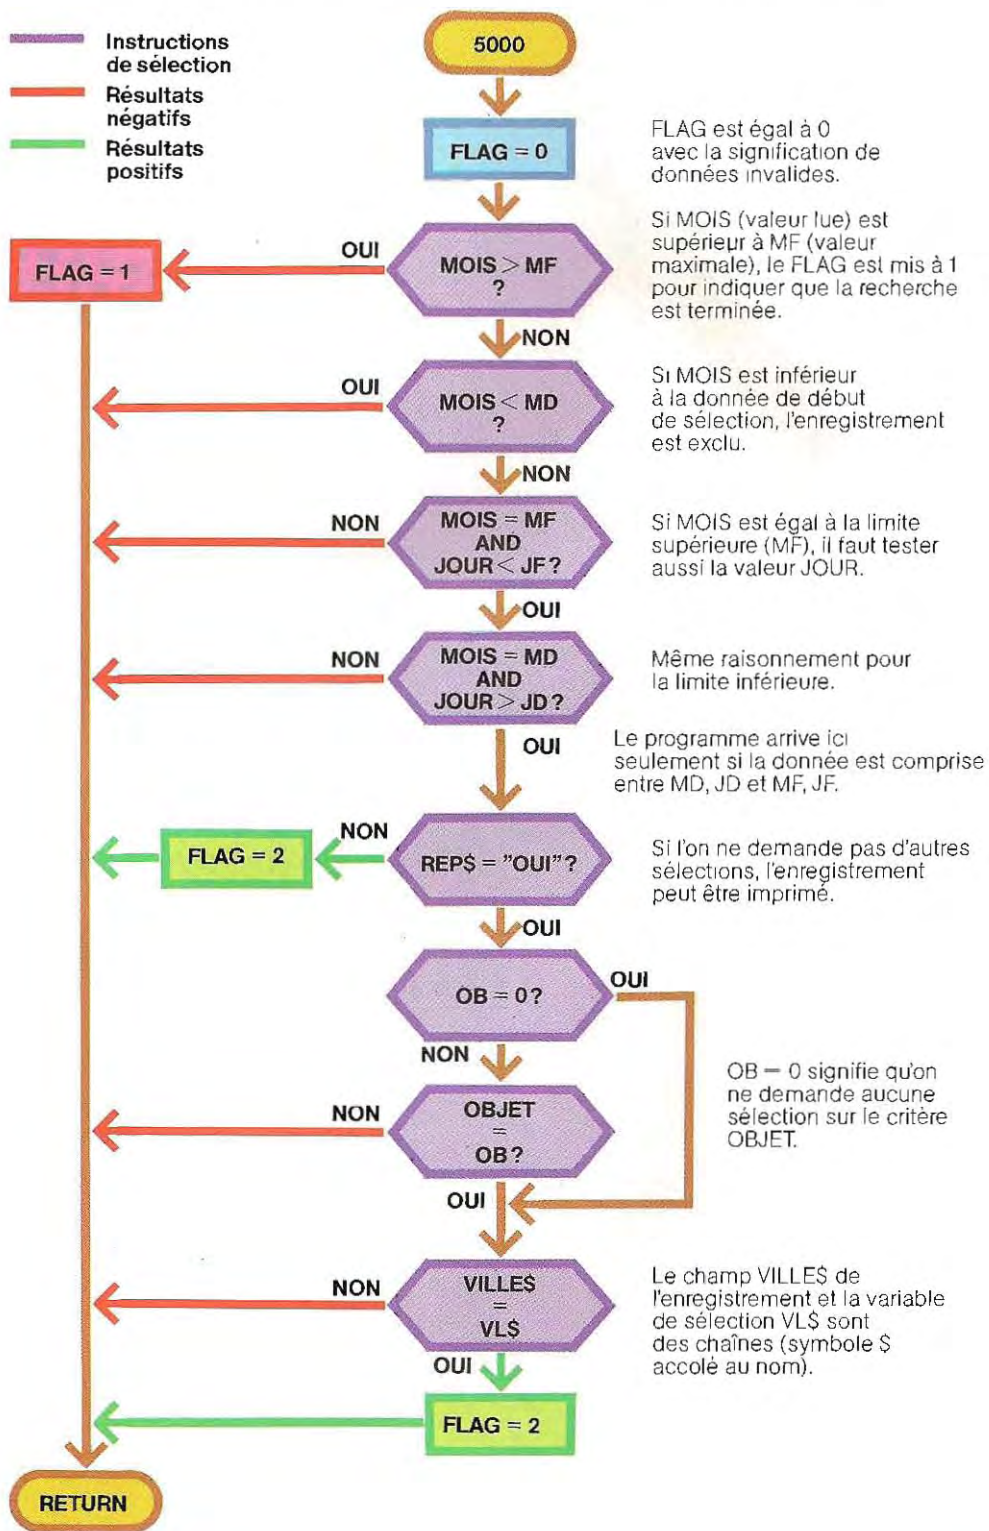 Instructions
de sélection
Résultats
négatifs
Résultats
positifs
5000
FLAG = 0
FLAG est égal à 0
avec la signification de
données invalides.
OUI
MOIS > MF
?
FLAG = 1
Si MOIS (valeur lue) est
supérieur à MF (valeur
maximale), le FLAG est mis à 1
pour indiquer que la recherche
est terminée.
NON
OUI
MOIS < MD
?
Si MOIS est inférieur
à la donnée de début
de sélection, l'enregistrement
est exclu.
NON
NON
MOIS = MF
AND
JOUR < JF?
Si MOIS est égal à la limite
supérieure (MF), il faut tester
aussi la valeur JOUR.
OUI
NON
MOIS = MD
AND
JOUR > JD?
Même raisonnement pour
la limite inférieure.
OUI
Le programme arrive ici
seulement si la donnée est comprise
entre MD, JD et MF, JF.
NON
FLAG = 2
REP$ = "OUI"?
Si l'on ne demande pas d'autres
sélections, l'enregistrement
peut être imprimé.
OUI
OB = 0?
OUI
NON
OB = 0 signifie qu'on
ne demande aucune
sélection sur le critère
OBJET.
NON
OBJET
=
OB?
OUI
NON
VILLE$
=
VL$
Le champ VILLE$ de
l'enregistrement et la variable
de sélection VL$ sont
des chaînes (symbole $
accolé au nom).
OUI
FLAG = 2
RETURN